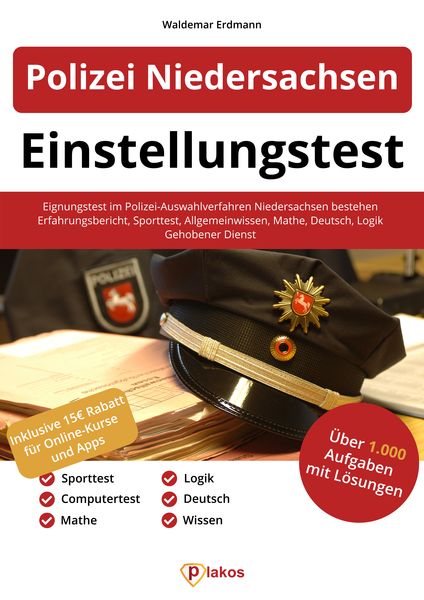 Waldemar Erdmann
Polizei Niedersachsen
Einstellungstest
Eignungstest im Polizei-Auswahlverfahren Niedersachsen bestehen
Erfahrungsbericht, Sporttest, Allgemeinwissen, Mathe, Deutsch, Logik
Gehobener Dienst
POLIZEI
Inklusive 15€ Rabatt
für Online-Kurse
und Apps
Über 1.000
Aufgaben
mit Lösungen
Sporttest
Logik
Computertest
Deutsch
Mathe
Wissen
plakos